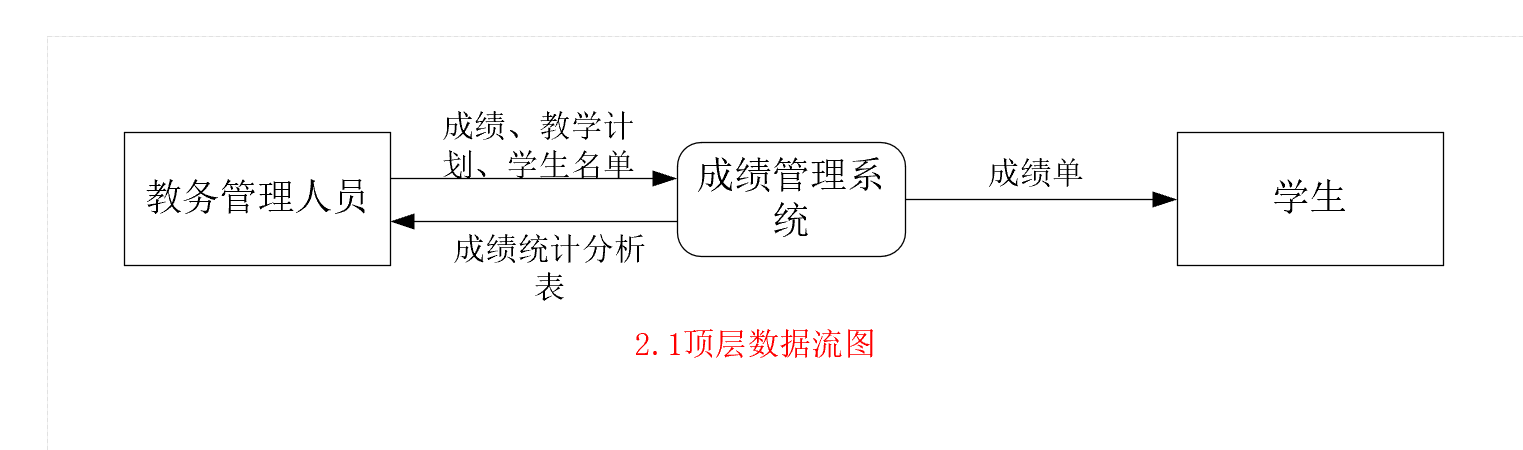 成绩、教学计
划、学生名单
教务管理人员
成绩管理系
统
成绩单
学生
成绩统计分析
表
2.1顶层数据流图